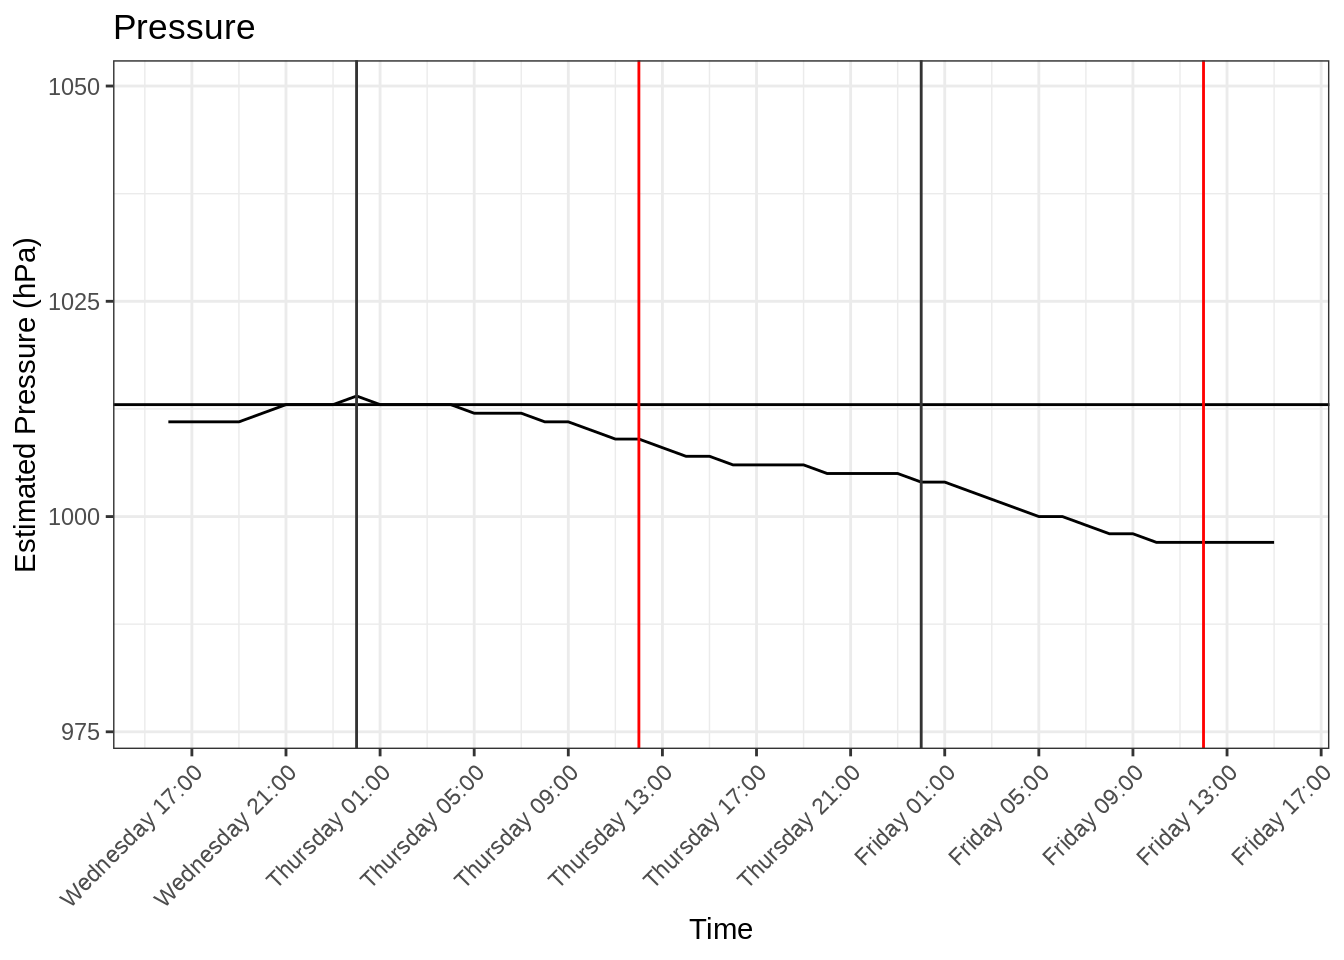 Pressure
Estimated Pressure (hPa)
1050
1025
1000
975
Wednesday 17:00
Wednesday 21:00
Thursday 01:00
Thursday 05:00
Thursday 09:00
Thursday 13:00
Thursday 17:00
Thursday 21:00
Friday 01:00
Friday 05:00
Friday 09:00
Friday 13:00
Friday 17:00
Time